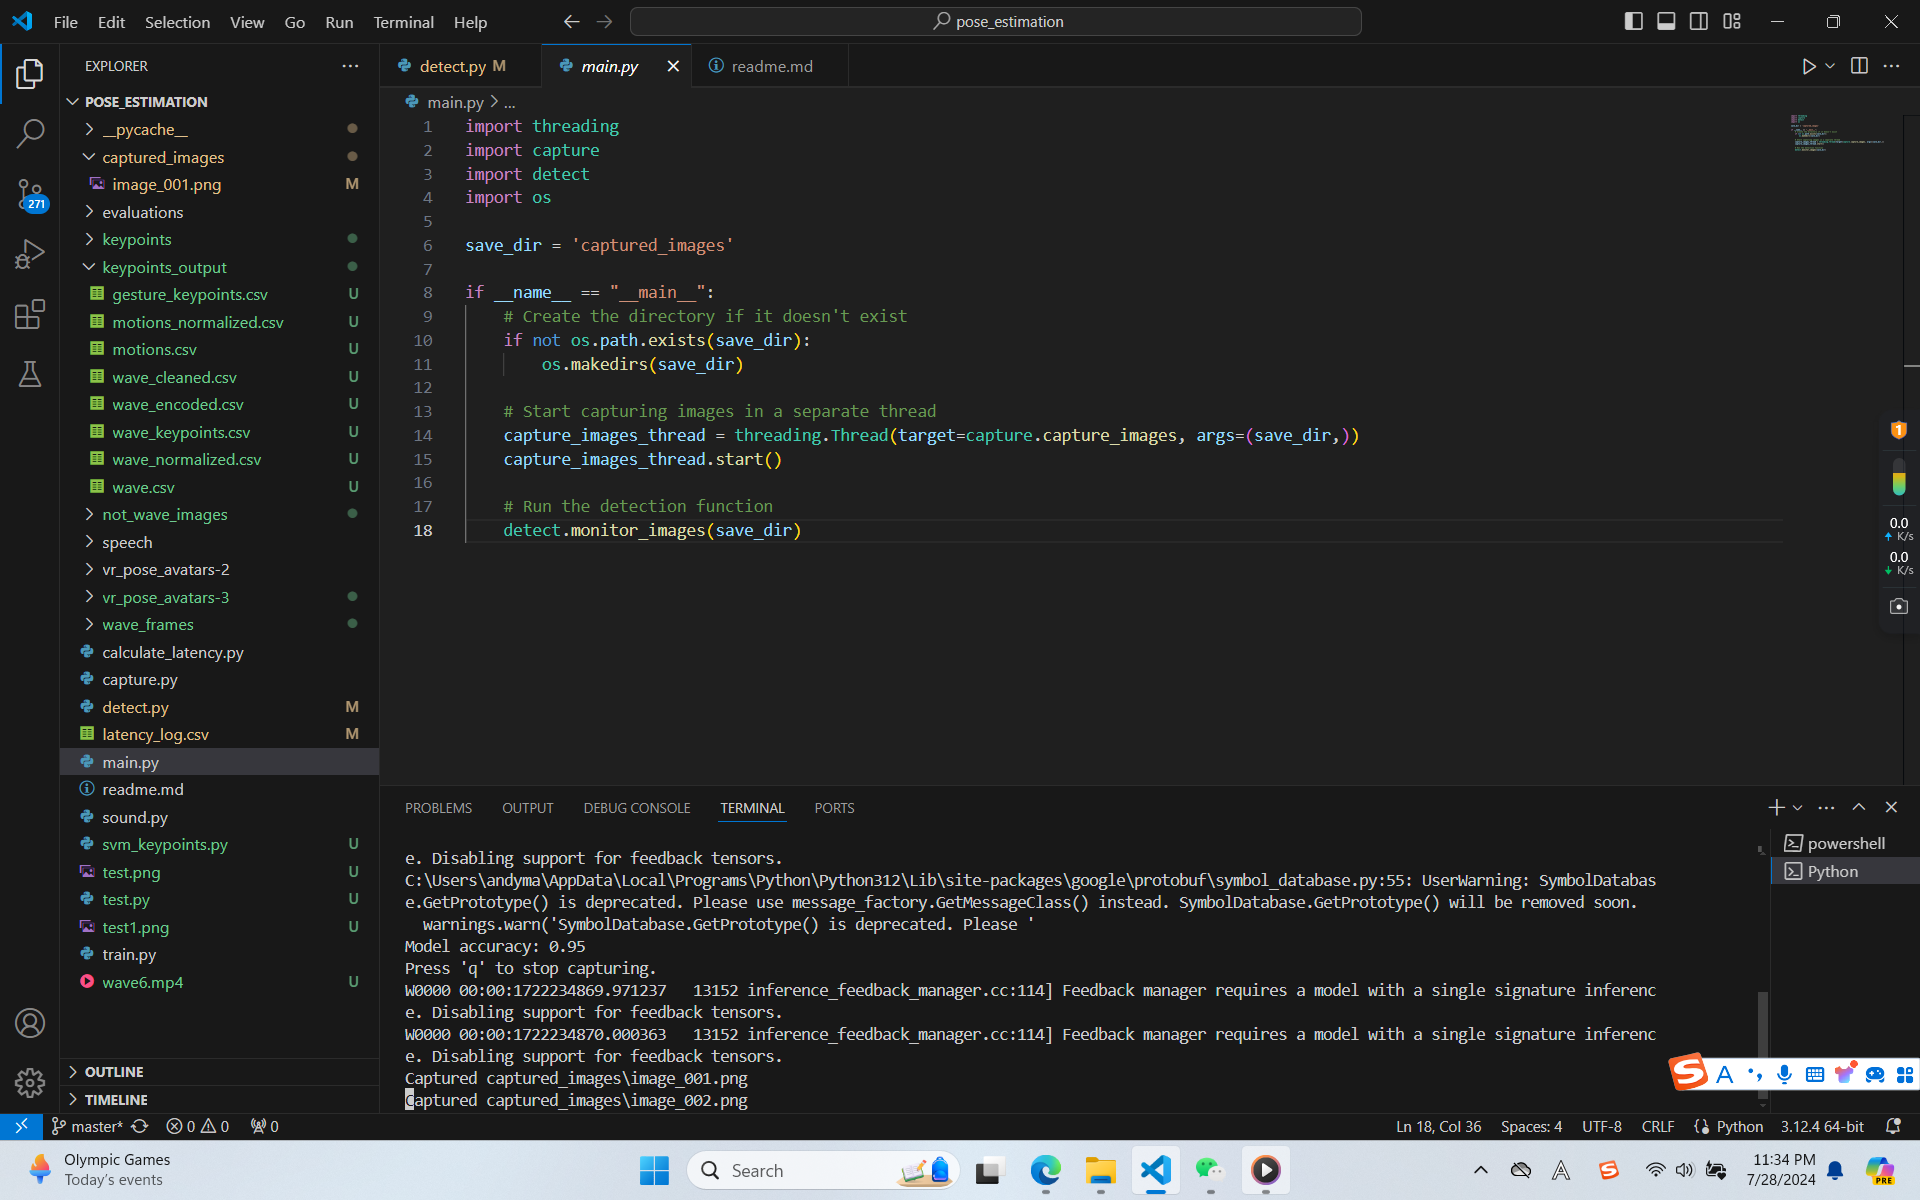 File Edit Selection View Go Run Terminal Help
pose_estimation
EXPLORER
POSE_ESTIMATION
__pycache__
captured_images
image_001.png M
evaluations
keypoints
keypoints_output
gesture_keypoints.csv U
motions_normalized.csv U
motions.csv U
wave_cleaned.csv U
wave_encoded.csv U
wave_keypoints.csv U
wave_normalized.csv U
wave.csv U
not_wave_images
speech
vr_pose_avatars-2
vr_pose_avatars-3
wave_frames
calculate_latency.py
capture.py
detect.py M
latency_log.csv M
main.py
readme.md
sound.py
svm_keypoints.py U
test.png U
test.py U
test1.png U
train.py
wave6.mp4 U
OUTLINE
TIMELINE
271
detect.py M main.py readme.md
main.py > ...
1 import threading
2 import capture
3 import detect
4 import os
5
6 save_dir = 'captured_images'
7
8 if __name__ == "__main__":
9 # Create the directory if it doesn't exist
10 if not os.path.exists(save_dir):
11 os.makedirs(save_dir)
12
13 # Start capturing images in a separate thread
14 capture_images_thread = threading.Thread(target=capture.capture_images, args=(save_dir,))
15 capture_images_thread.start()
16
17 # Run the detection function
18 detect.monitor_images(save_dir)
1
0.0
K/s
0.0
K/s
PROBLEMS OUTPUT DEBUG CONSOLE TERMINAL PORTS
powershell
Python
e. Disabling support for feedback tensors.
C:\Users\andyma\AppData\Local\Programs\Python\Python312\Lib\site-packages\google\protobuf\symbol_database.py:55: UserWarning: SymbolDatabas
e.GetPrototype() is deprecated. Please use message_factory.GetMessageClass() instead. SymbolDatabase.GetPrototype() will be removed soon.
warnings.warn('SymbolDatabase.GetPrototype() is deprecated. Please '
Model accuracy: 0.95
Press 'q' to stop capturing.
W0000 00:00:1722234869.971237 13152 inference_feedback_manager.cc:114] Feedback manager requires a model with a single signature inferenc
e. Disabling support for feedback tensors.
W0000 00:00:1722234870.000363 13152 inference_feedback_manager.cc:114] Feedback manager requires a model with a single signature inferenc
e. Disabling support for feedback tensors.
Captured captured_images\image_001.png
Captured captured_images\image_002.png
master* 0 0 0
Ln 18, Col 36 Spaces: 4 UTF-8 CRLF Python 3.12.4 64-bit
Olympic Games
Today's events
Search
11:34 PM
7/28/2024
PRE